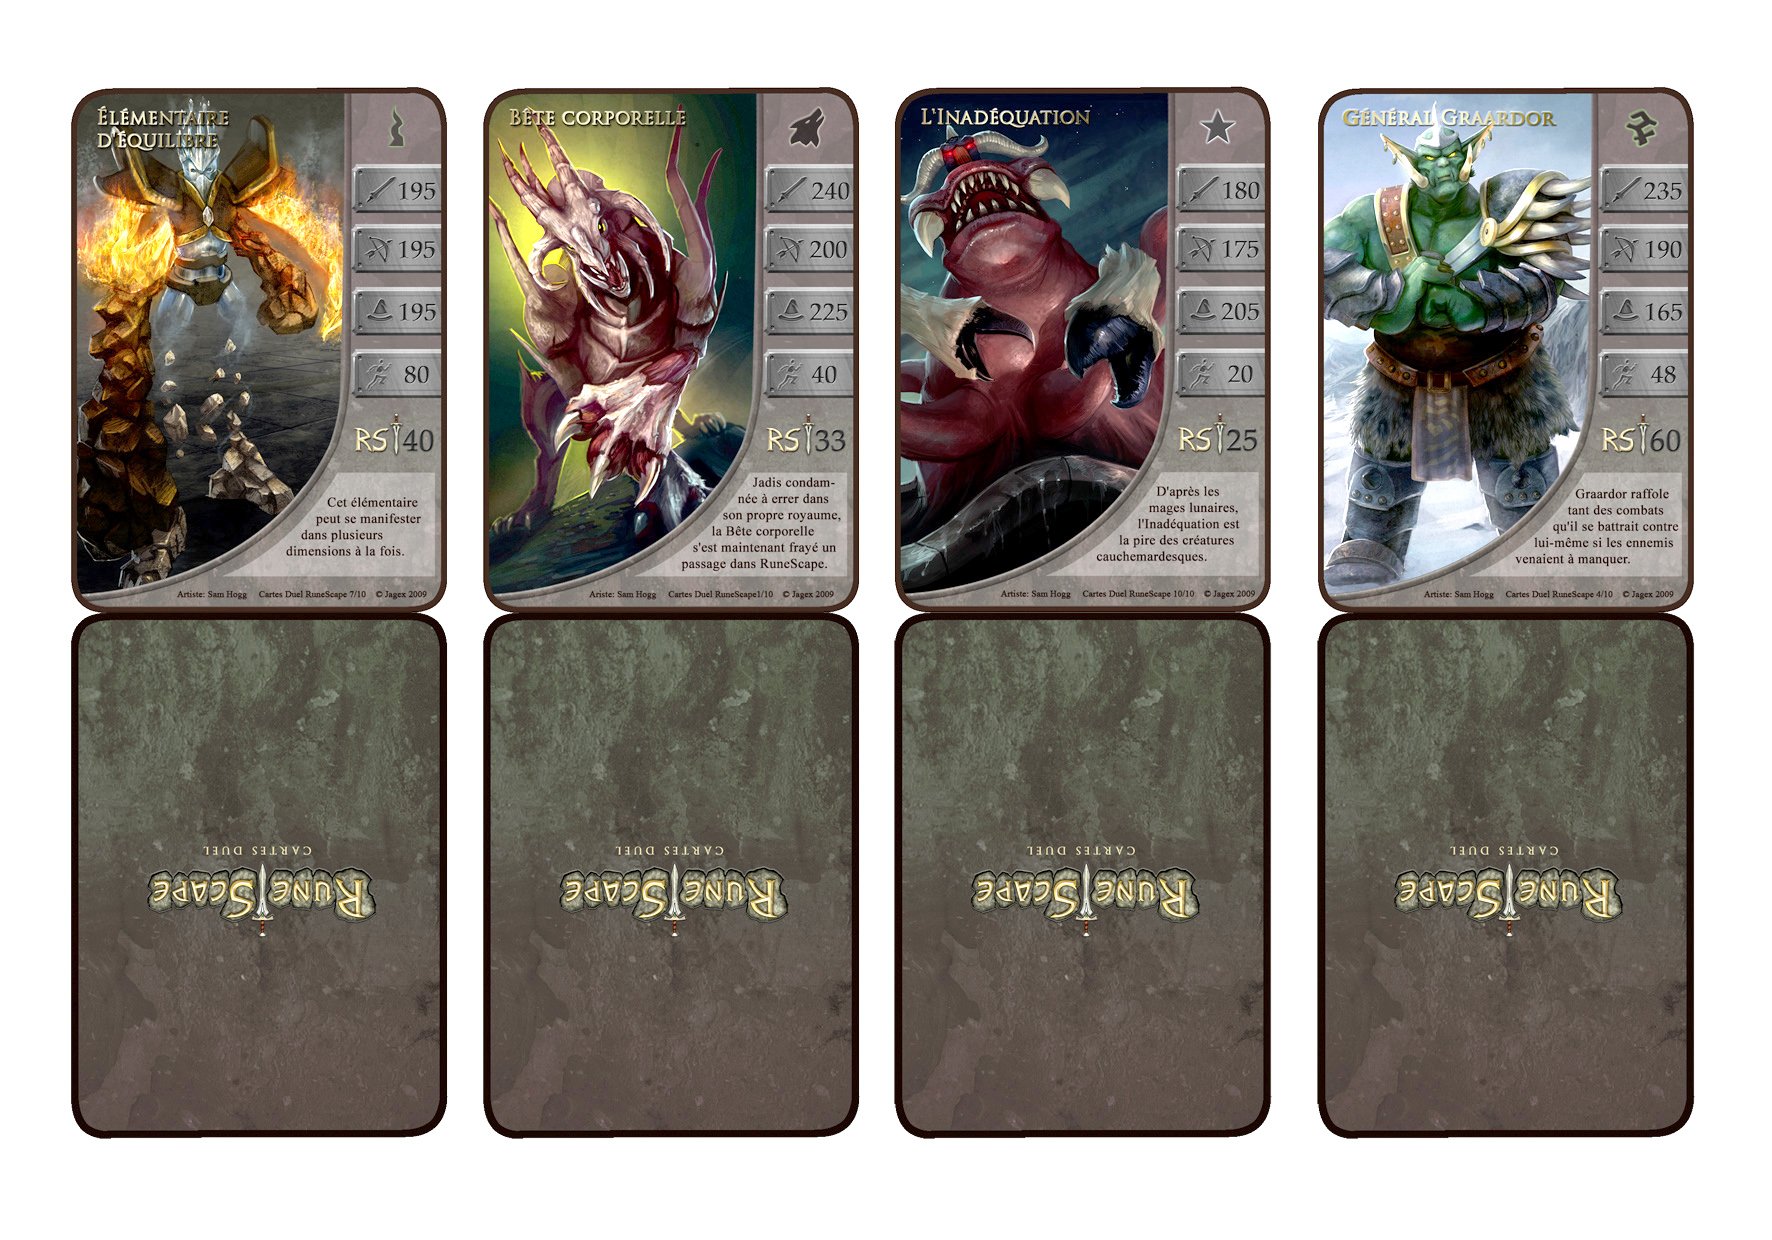 Élémentaire
d'équilibre
195
195
195
80
RS 40
Cet élémentaire
peut se manifester
dans plusieurs
dimensions à la fois.
Artiste: Sam Hogg Cartes Duel RuneScape 7/10 © Jagex 2009
Bête corporelle
240
200
225
40
RS 33
Jadis condam-
née à errer dans
son propre royaume,
la Bête corporelle
s'est maintenant frayé un
passage dans RuneScape.
Artiste: Sam Hogg Cartes Duel RuneScape1/10 © Jagex 2009
L'Inadéquation
180
175
205
20
RS 25
D'après les
mages lunaires,
l'Inadéquation est
la pire des créatures
cauchemardesques.
Artiste: Sam Hogg Cartes Duel RuneScape 10/10 © Jagex 2009
Général Graardor
235
190
165
48
RS 60
Graardor raffole
tant des combats
qu'il se battrait contre
lui-même si les ennemis
venaient à manquer.
Artiste: Sam Hogg Cartes Duel RuneScape 4/10 © Jagex 2009
RuneScape
Cartes Duel
RuneScape
Cartes Duel
RuneScape
Cartes Duel
RuneScape
Cartes Duel